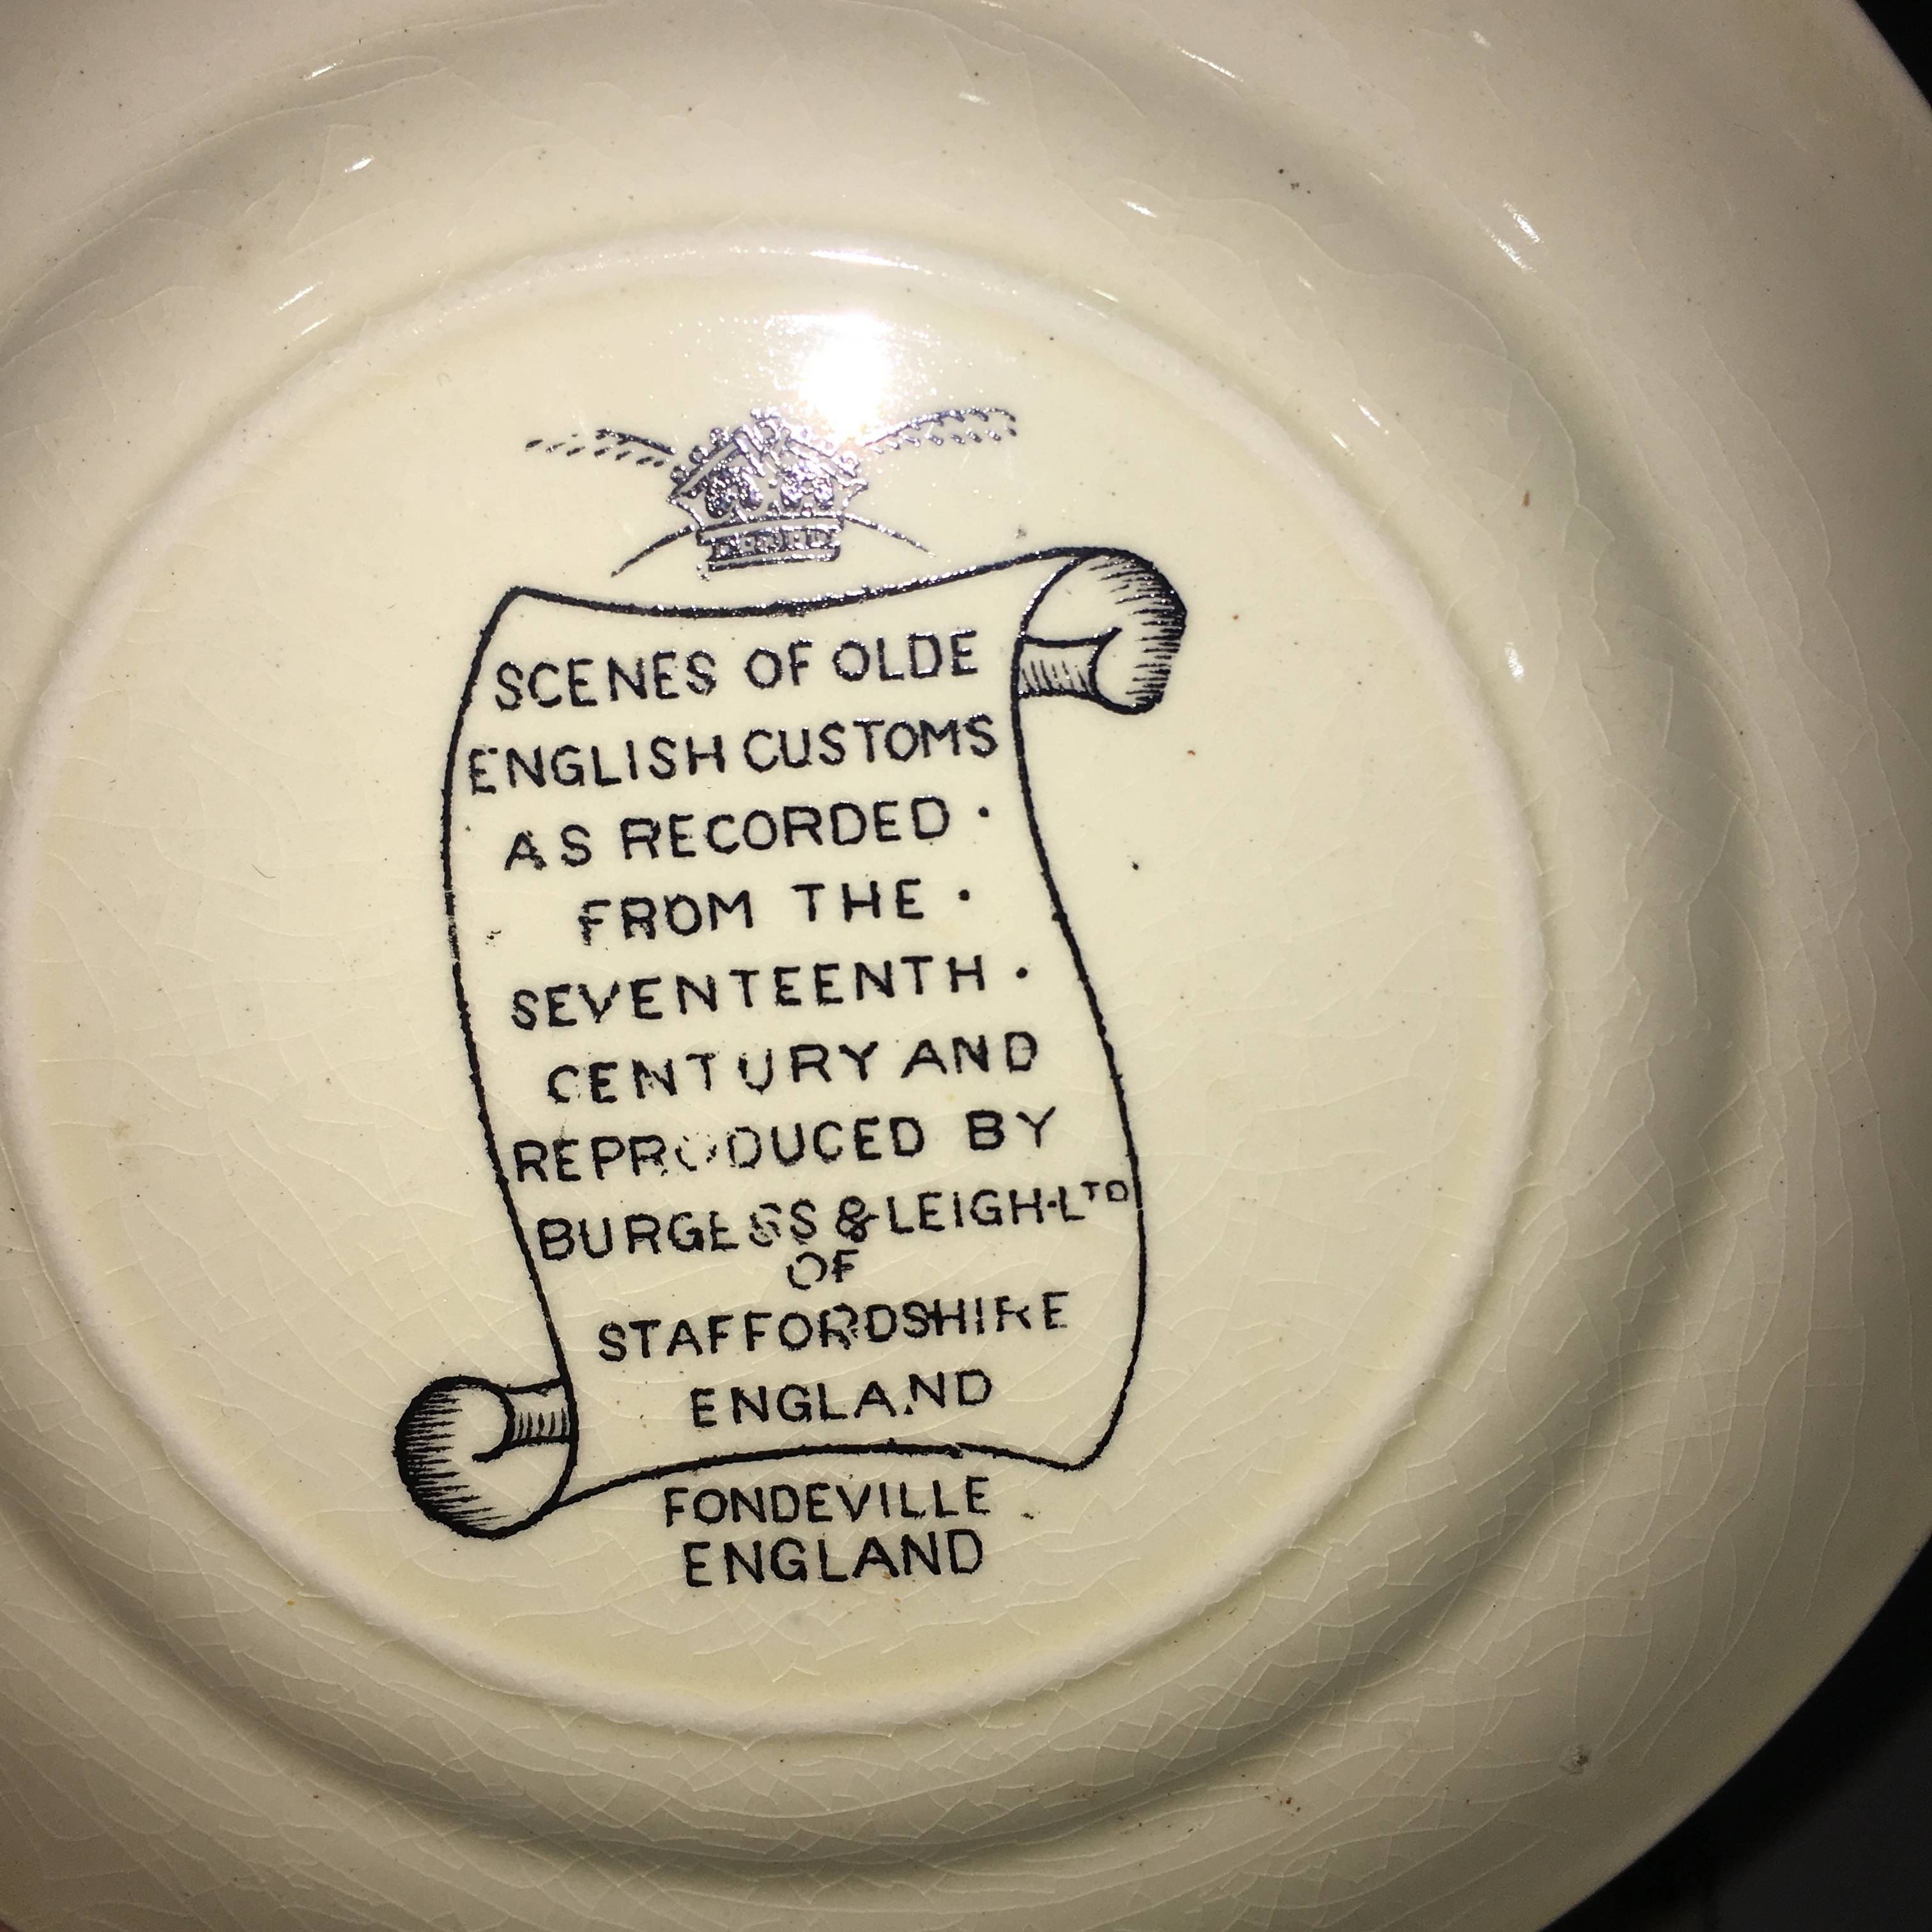 SCENES OF OLDE
ENGLISH CUSTOMS
AS RECORDED ·
FROM THE ·
SEVENTEENTH ·
CENTURY AND
REPRODUCED BY
BURGESS & LEIGH·LTD
OF
STAFFORDSHIRE
ENGLAND
FONDEVILLE
ENGLAND